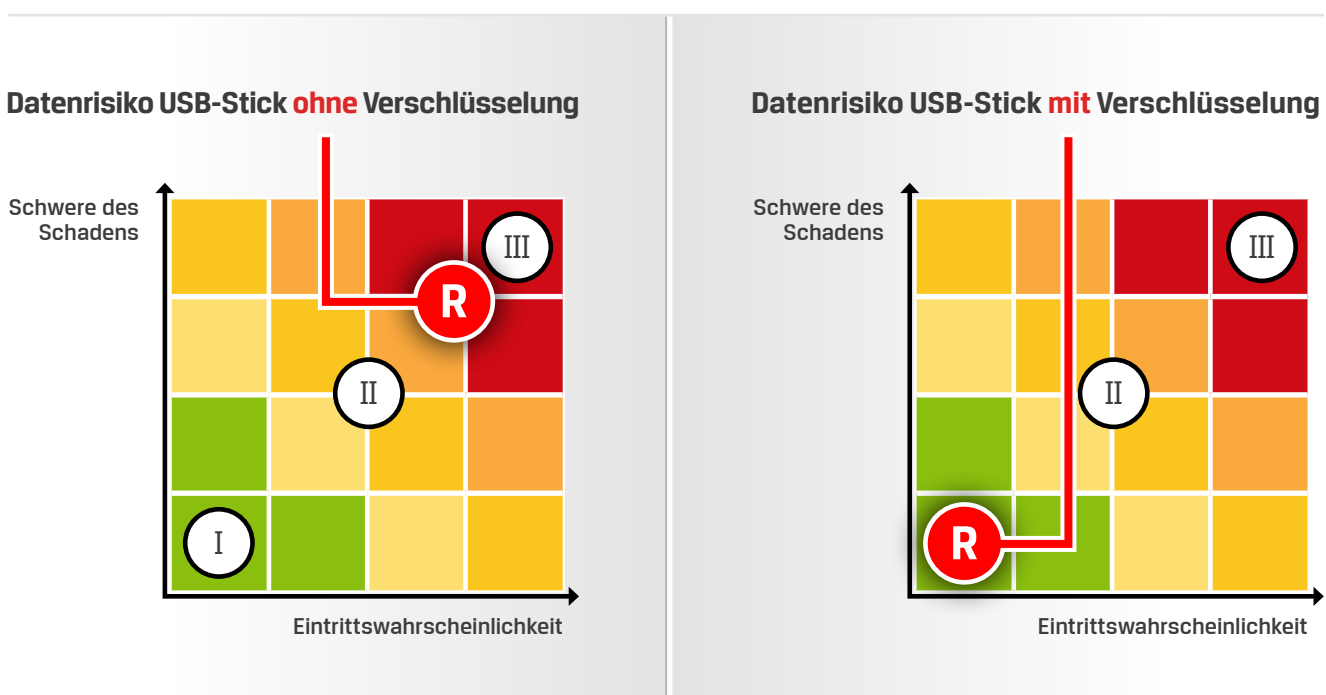 Datenrisiko USB-Stick ohne Verschlüsselung
Schwere des
Schadens
III
R
II
I
Eintrittswahrscheinlichkeit
Datenrisiko USB-Stick mit Verschlüsselung
Schwere des
Schadens
III
II
R
Eintrittswahrscheinlichkeit